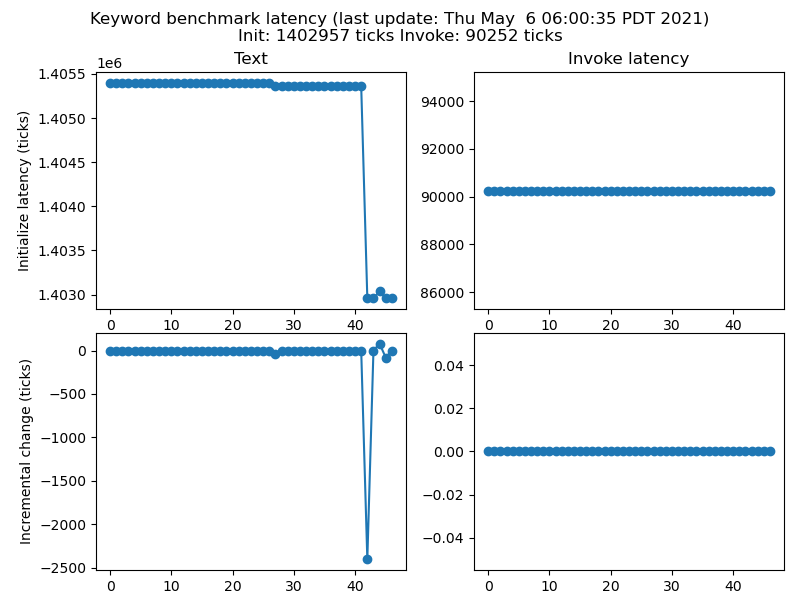 Keyword benchmark latency (last update: Thu May  6 06:00:35 PDT 2021)
Init: 1402957 ticks Invoke: 90252 ticks
Text
Invoke latency
1e6
Initialize latency (ticks)
1.4055
1.4050
1.4045
1.4040
1.4035
1.4030
0 10 20 30 40
94000
92000
90000
88000
86000
0 10 20 30 40
Incremental change (ticks)
0
−500
−1000
−1500
−2000
−2500
0 10 20 30 40
0.04
0.02
0.00
−0.02
−0.04
0 10 20 30 40